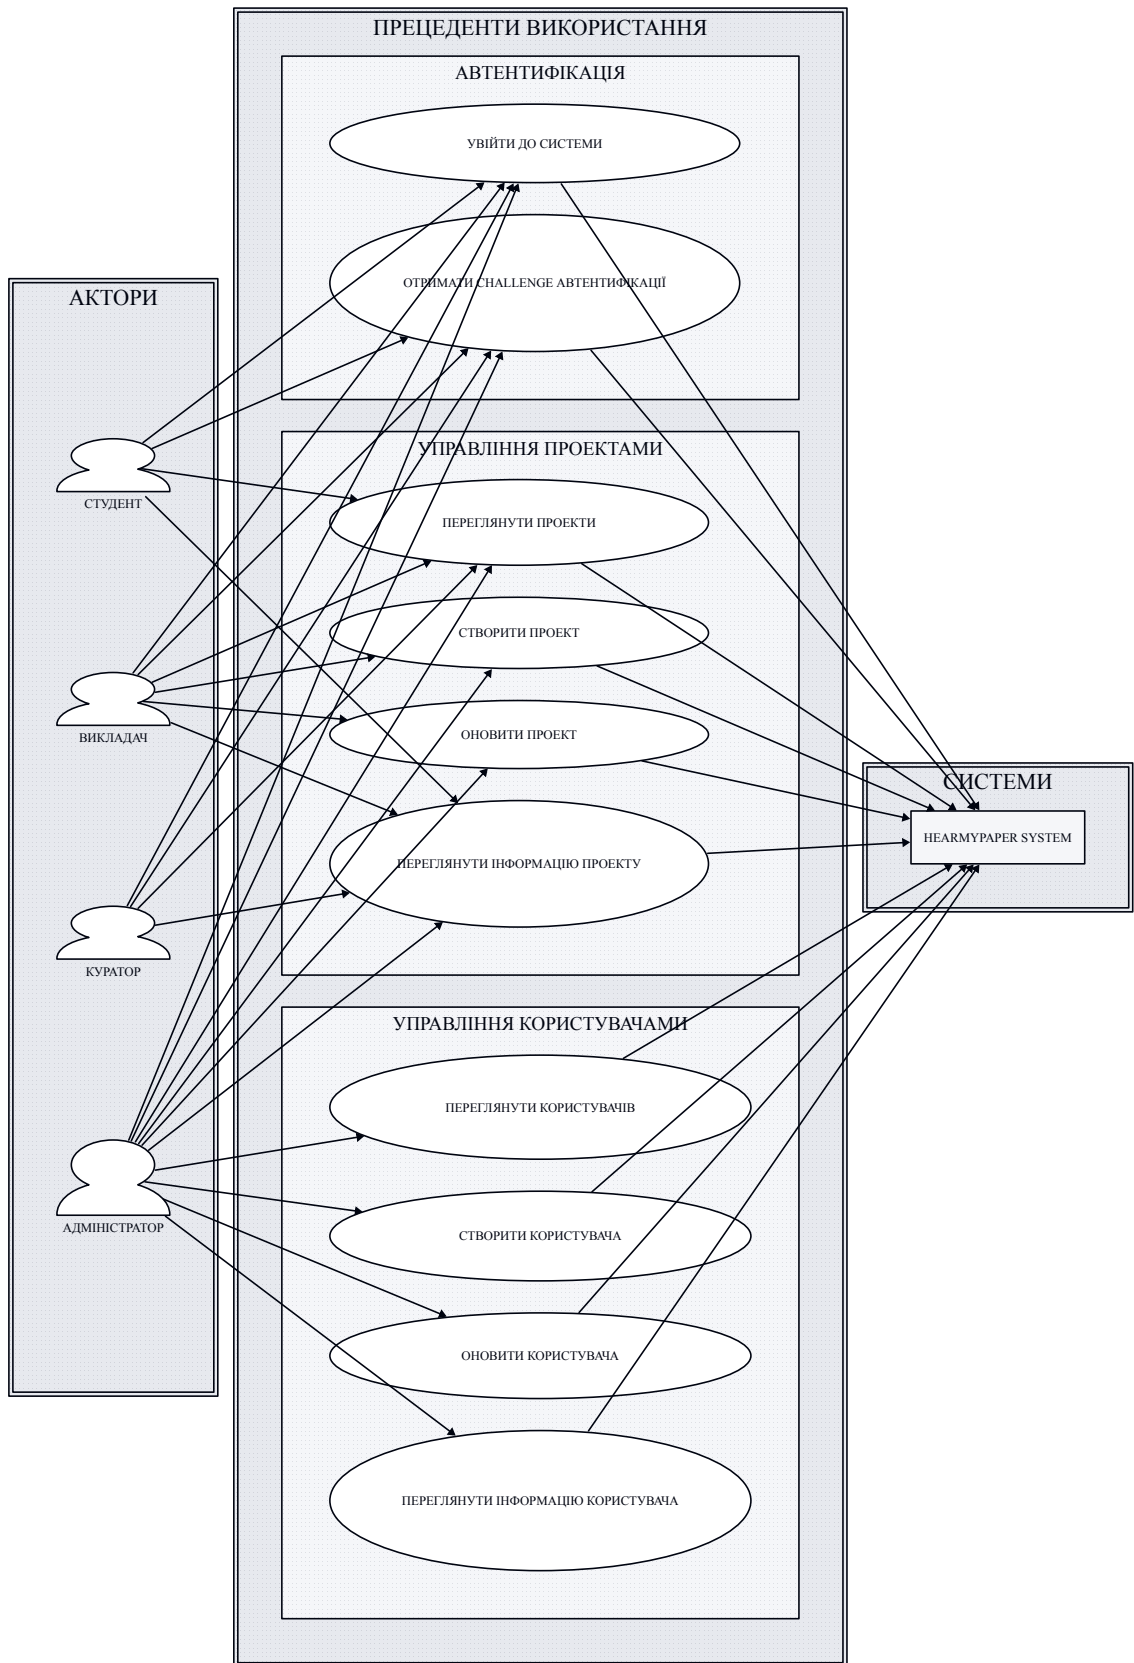 ПРЕЦЕДЕНТИ ВИКОРИСТАННЯ
АВТЕНТИФІКАЦІЯ
УВІЙТИ ДО СИСТЕМИ
ОТРИМАТИ CHALLENGE АВТЕНТИФІКАЦІЇ
АКТОРИ
СТУДЕНТ
ВИКЛАДАЧ
КУРАТОР
АДМІНІСТРАТОР
УПРАВЛІННЯ ПРОЕКТАМИ
ПЕРЕГЛЯНУТИ ПРОЕКТИ
СТВОРИТИ ПРОЕКТ
ОНОВИТИ ПРОЕКТ
ПЕРЕГЛЯНУТИ ІНФОРМАЦІЮ ПРОЕКТУ
СИСТЕМИ
HEARMYPAPER SYSTEM
УПРАВЛІННЯ КОРИСТУВАЧАМИ
ПЕРЕГЛЯНУТИ КОРИСТУВАЧІВ
СТВОРИТИ КОРИСТУВАЧА
ОНОВИТИ КОРИСТУВАЧА
ПЕРЕГЛЯНУТИ ІНФОРМАЦІЮ КОРИСТУВАЧА